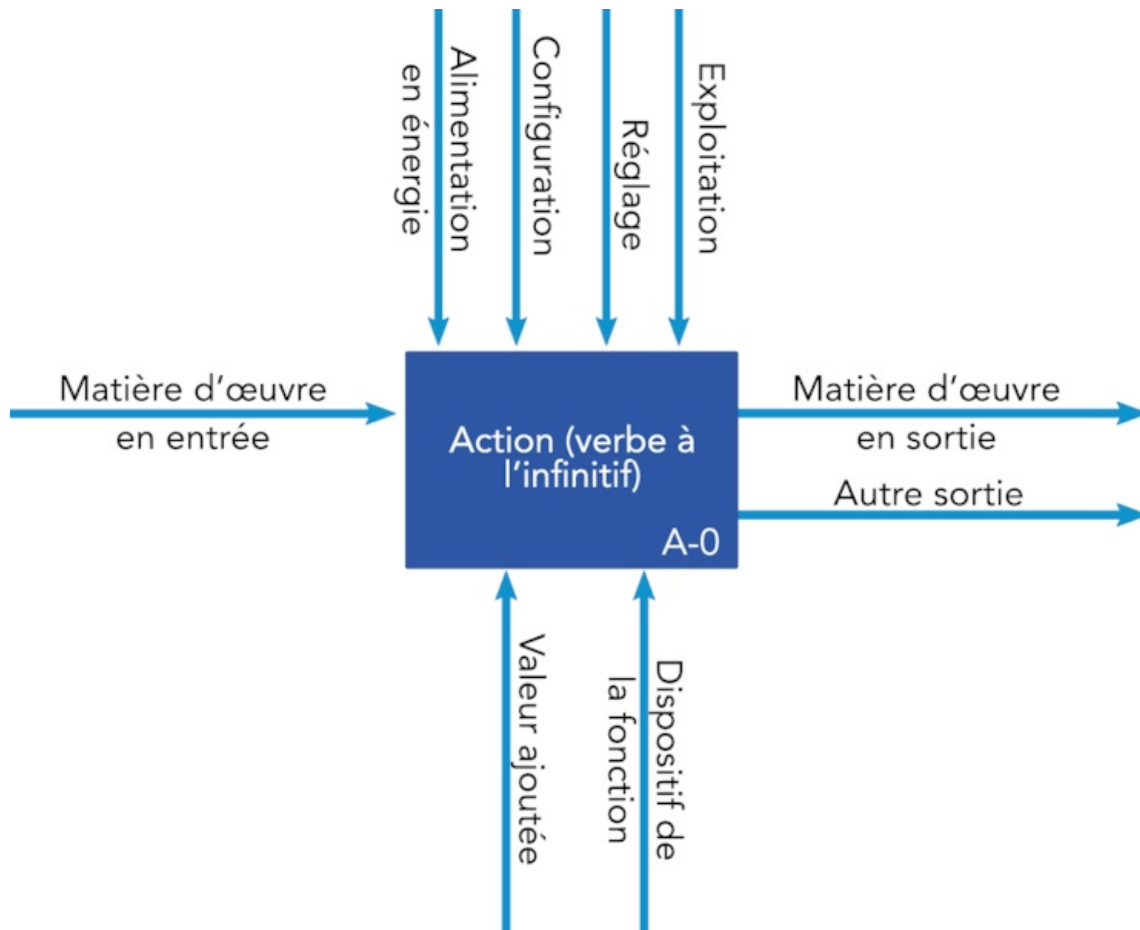 Alimentation
en énergie
Configuration
Réglage
Exploitation
Matière d'œuvre
en entrée
Action (verbe à
l'infinitif)
A-0
Matière d'œuvre
en sortie
Autre sortie
Valeur ajoutée
Dispositif de
la fonction